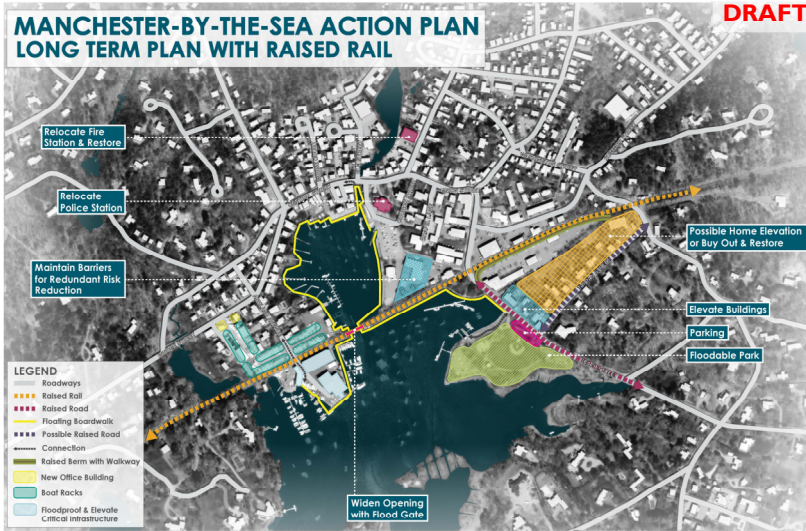 MANCHESTER-BY-THE-SEA ACTION PLAN
LONG TERM PLAN WITH RAISED RAIL
DRAFT
Relocate Fire
Station & Restore
Relocate
Police Station
Maintain Barriers
for Redundant Risk
Reduction
Possible Home Elevation
or Buy Out & Restore
Elevate Buildings
Parking
Floodable Park
Widen Opening
with Flood Gate
LEGEND
Roadways
Raised Rail
Raised Road
Floating Boardwalk
Possible Raised Road
Connection
Raised Berm with Walkway
New Office Building
Boat Racks
Floodproof & Elevate
Critical Infrastructure